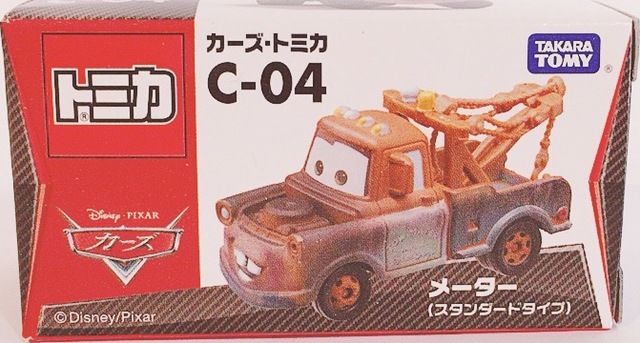 カーズ・トミカ
C-04
トミカ
®
TAKARA
TOMY
®
Disney・PIXAR
カーズ
メーター
(スタンダードタイプ)
©Disney/Pixar